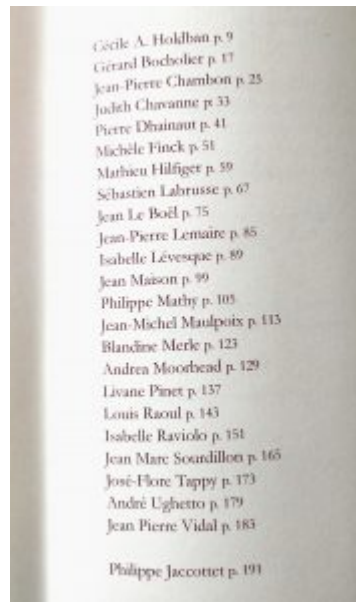 Cécile A. Holdban p. 9
Gérard Bocholier p. 17
Jean-Pierre Chambon p. 25
Judith Chavanne p. 33
Pierre Dhainaut p. 41
Michèle Finck p. 51
Mathieu Hilfiger p. 59
Sébastien Labrusse p. 67
Jean Le Boël p. 75
Jean-Pierre Lemaire p. 85
Isabelle Lévesque p. 89
Jean Maison p. 99
Philippe Mathy p. 105
Jean-Michel Maulpoix p. 113
Blandine Merle p. 123
Andrea Moorhead p. 129
Livane Pinet p. 137
Louis Raoul p. 143
Isabelle Raviolo p. 151
Jean Marc Sourdillon p. 165
José-Flore Tappy p. 173
André Ughetto p. 179
Jean Pierre Vidal p. 183
Philippe Jaccottet p. 191